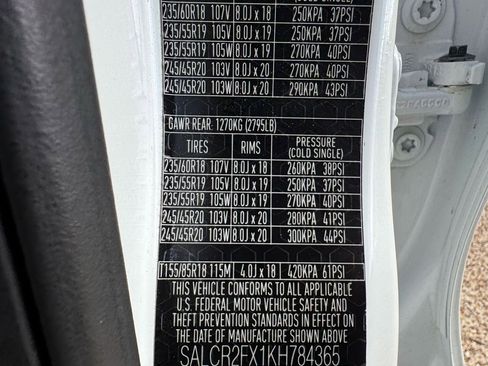 (COLD SINGLE)
235/60R18 107V 8.0J x 18 250KPA 37PSI
235/55R19 105V 8.0J x 19 250KPA 37PSI
235/55R19 105W 8.0J x 19 270KPA 40PSI
245/45R20 103V 8.0J x 20 270KPA 40PSI
245/45R20 103W 8.0J x 20 290KPA 43PSI
GAWR REAR: 1270KG (2795LB)
TIRES RIMS PRESSURE
(COLD SINGLE)
235/60R18 107V 8.0J x 18 260KPA 38PSI
235/55R19 105V 8.0J x 19 250KPA 37PSI
235/55R19 105W 8.0J x 19 270KPA 40PSI
245/45R20 103V 8.0J x 20 280KPA 41PSI
245/45R20 103W 8.0J x 20 300KPA 44PSI
T155/85R18 115M 4.0J x 18 420KPA 61PSI
THIS VEHICLE CONFORMS TO ALL APPLICABLE
U.S. FEDERAL MOTOR VEHICLE SAFETY AND
THEFT PREVENTION STANDARDS IN EFFECT ON
THE DATE OF MANUFACTURE SHOWN ABOVE
SALCR2FX1KH784365